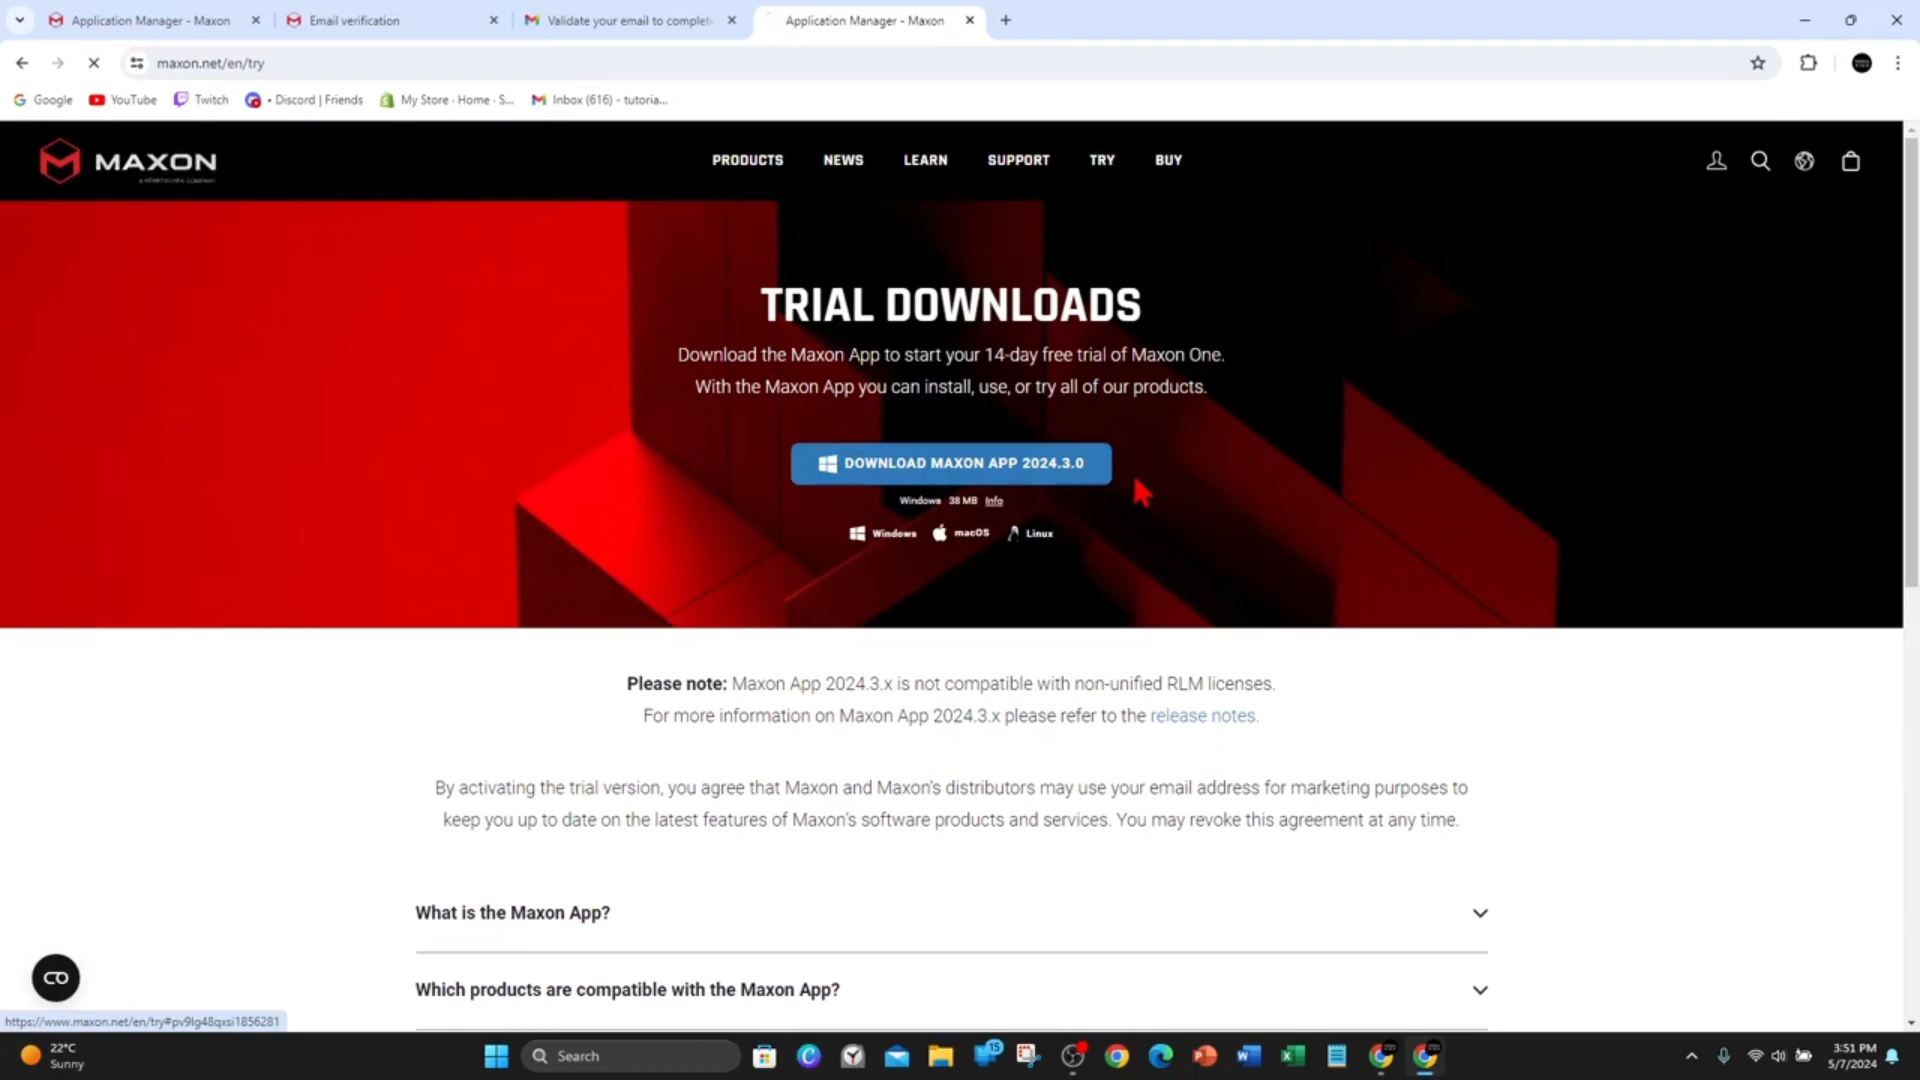 Application Manager - Maxon
Email verification
Validate your email to complet
Application Manager - Maxon
maxon.net/en/try
Google
YouTube
Twitch
• Discord | Friends
My Store · Home · S...
Inbox (616) - tutoria...
MAXON
PRODUCTS
NEWS
LEARN
SUPPORT
TRY
BUY
TRIAL DOWNLOADS
Download the Maxon App to start your 14-day free trial of Maxon One.
With the Maxon App you can install, use, or try all of our products.
DOWNLOAD MAXON APP 2024.3.0
Windows 38 MB Info
Windows macOS Linux
Please note: Maxon App 2024.3.x is not compatible with non-unified RLM licenses.
For more information on Maxon App 2024.3.x please refer to the release notes.
By activating the trial version, you agree that Maxon and Maxon's distributors may use your email address for marketing purposes to
keep you up to date on the latest features of Maxon's software products and services. You may revoke this agreement at any time.
What is the Maxon App?
Which products are compatible with the Maxon App?
https://www.maxon.net/en/try#pv9lg48qxsi1856281
22°C
Sunny
Search
15
3:51 PM
5/7/2024